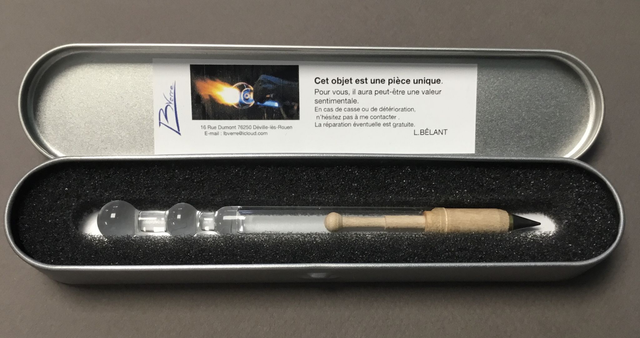 BVerre
16 Rue Dumont 76250 Déville-lès-Rouen
E-mail : lbverre@icloud.com
Cet objet est une pièce unique.
Pour vous, il aura peut-être une valeur
sentimentale.
En cas de casse ou de détérioration,
n'hésitez pas à me contacter .
La réparation éventuelle est gratuite.
L.BÉLANT